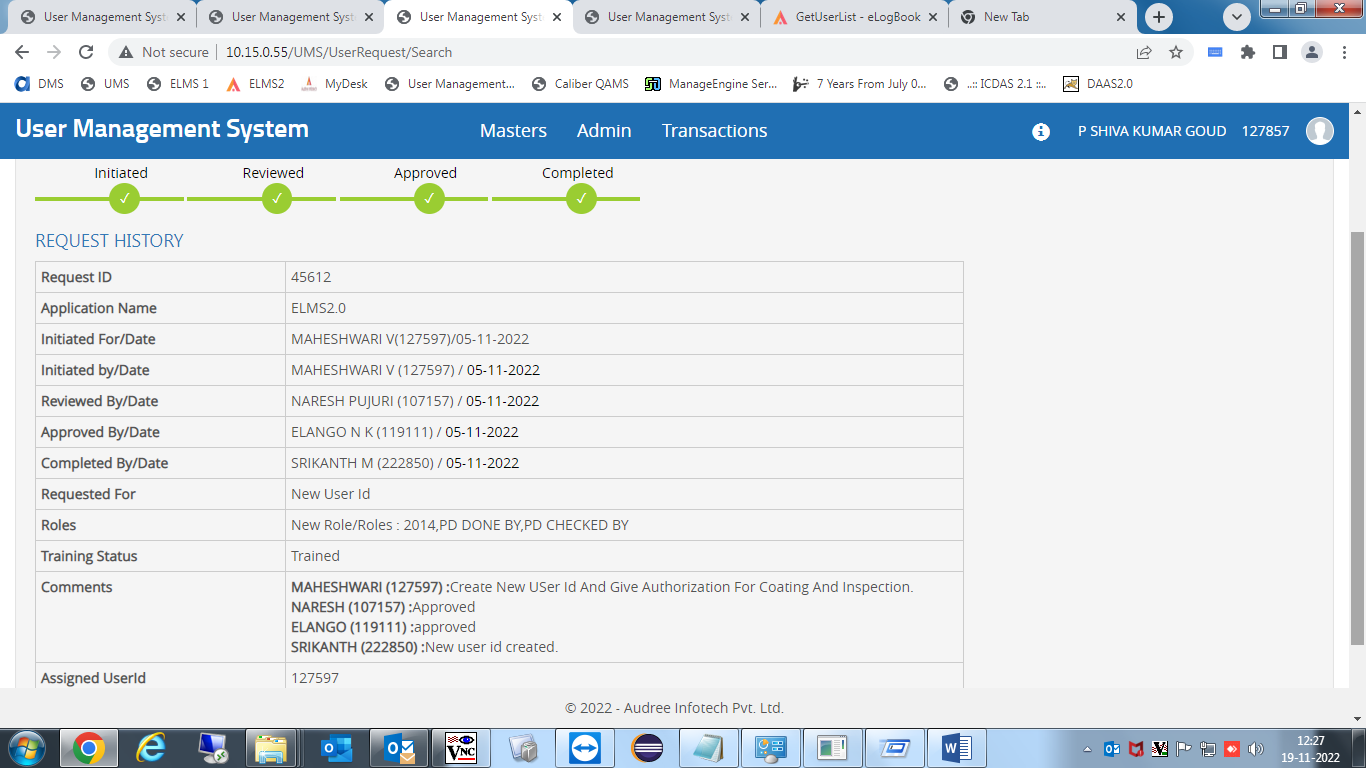 User Management Syst
User Management Syst
User Management Syst
User Management Syst
GetUserList - eLogBook
New Tab
Not secure
10.15.0.55/UMS/UserRequest/Search
DMS
UMS
ELMS 1
ELMS2
MyDesk
User Management...
Caliber QAMS
ManageEngine Ser...
7 Years From July 0...
..:: ICDAS 2.1 ::..
DAAS2.0
User Management System
Masters
Admin
Transactions
P SHIVA KUMAR GOUD
127857
Initiated
Reviewed
Approved
Completed
REQUEST HISTORY
Request ID 45612
Application Name ELMS2.0
Initiated For/Date MAHESHWARI V(127597)/05-11-2022
Initiated by/Date MAHESHWARI V (127597) / 05-11-2022
Reviewed By/Date NARESH PUJURI (107157) / 05-11-2022
Approved By/Date ELANGO N K (119111) / 05-11-2022
Completed By/Date SRIKANTH M (222850) / 05-11-2022
Requested For New User Id
Roles New Role/Roles : 2014,PD DONE BY,PD CHECKED BY
Training Status Trained
Comments MAHESHWARI (127597) :Create New USer Id And Give Authorization For Coating And Inspection.
NARESH (107157) :Approved
ELANGO (119111) :approved
SRIKANTH (222850) :New user id created.
Assigned UserId 127597
© 2022 - Audree Infotech Pvt. Ltd.
12:27
19-11-2022